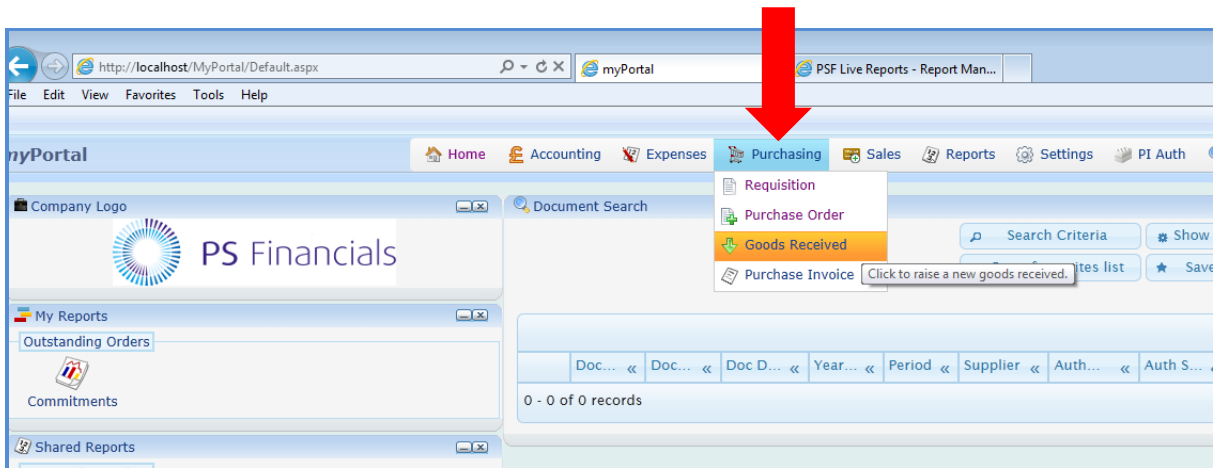 http://localhost/MyPortal/Default.aspx
myPortal
PSF Live Reports - Report Man...
File Edit View Favorites Tools Help
myPortal
Home Accounting Expenses Purchasing Sales Reports Settings PI Auth
Requisition
Purchase Order
Goods Received
Purchase Invoice
Click to raise a new goods received.
Company Logo
PS Financials
My Reports
Outstanding Orders
Commitments
Shared Reports
Document Search
Search Criteria Show
list Save
Doc... Doc... Doc D... Year... Period Supplier Auth... Auth S...
0 - 0 of 0 records